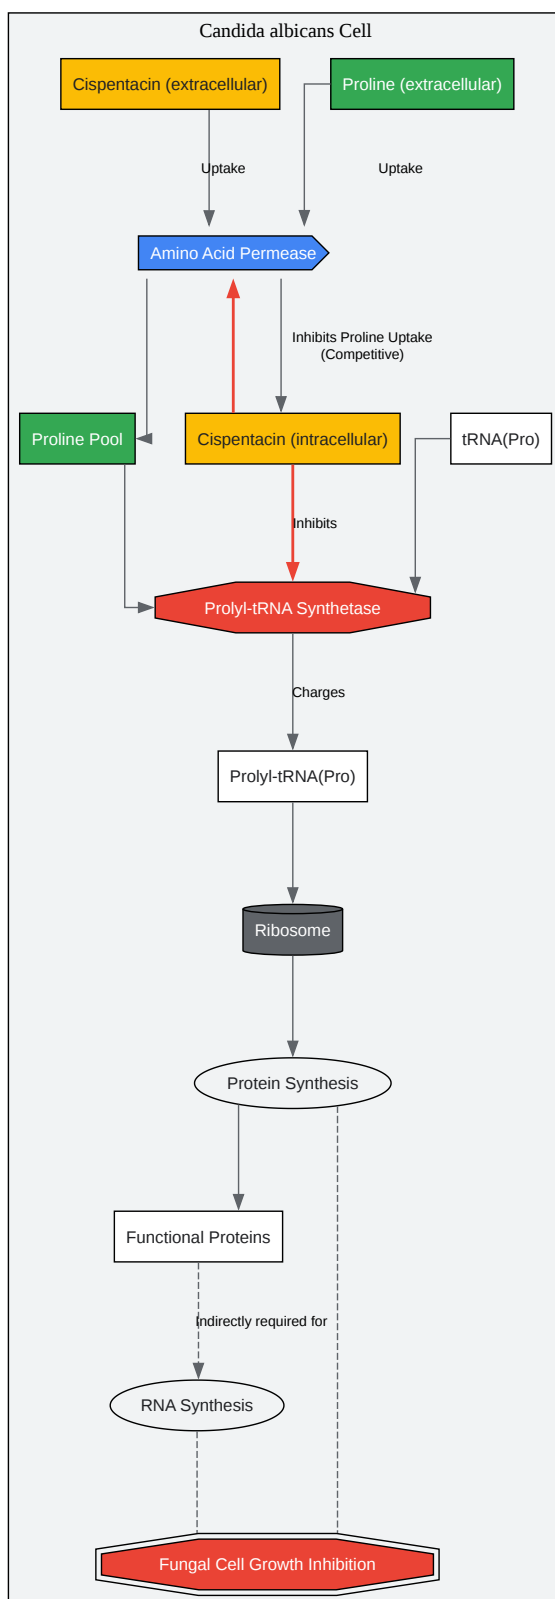 Candida albicans Cell
Cispentacin (extracellular)
Proline (extracellular)
Uptake
Uptake
Amino Acid Permease
Inhibits Proline Uptake
(Competitive)
Proline Pool
Cispentacin (intracellular)
tRNA(Pro)
Inhibits
Prolyl-tRNA Synthetase
Charges
Prolyl-tRNA(Pro)
Ribosome
Protein Synthesis
Functional Proteins
Indirectly required for
RNA Synthesis
Fungal Cell Growth Inhibition